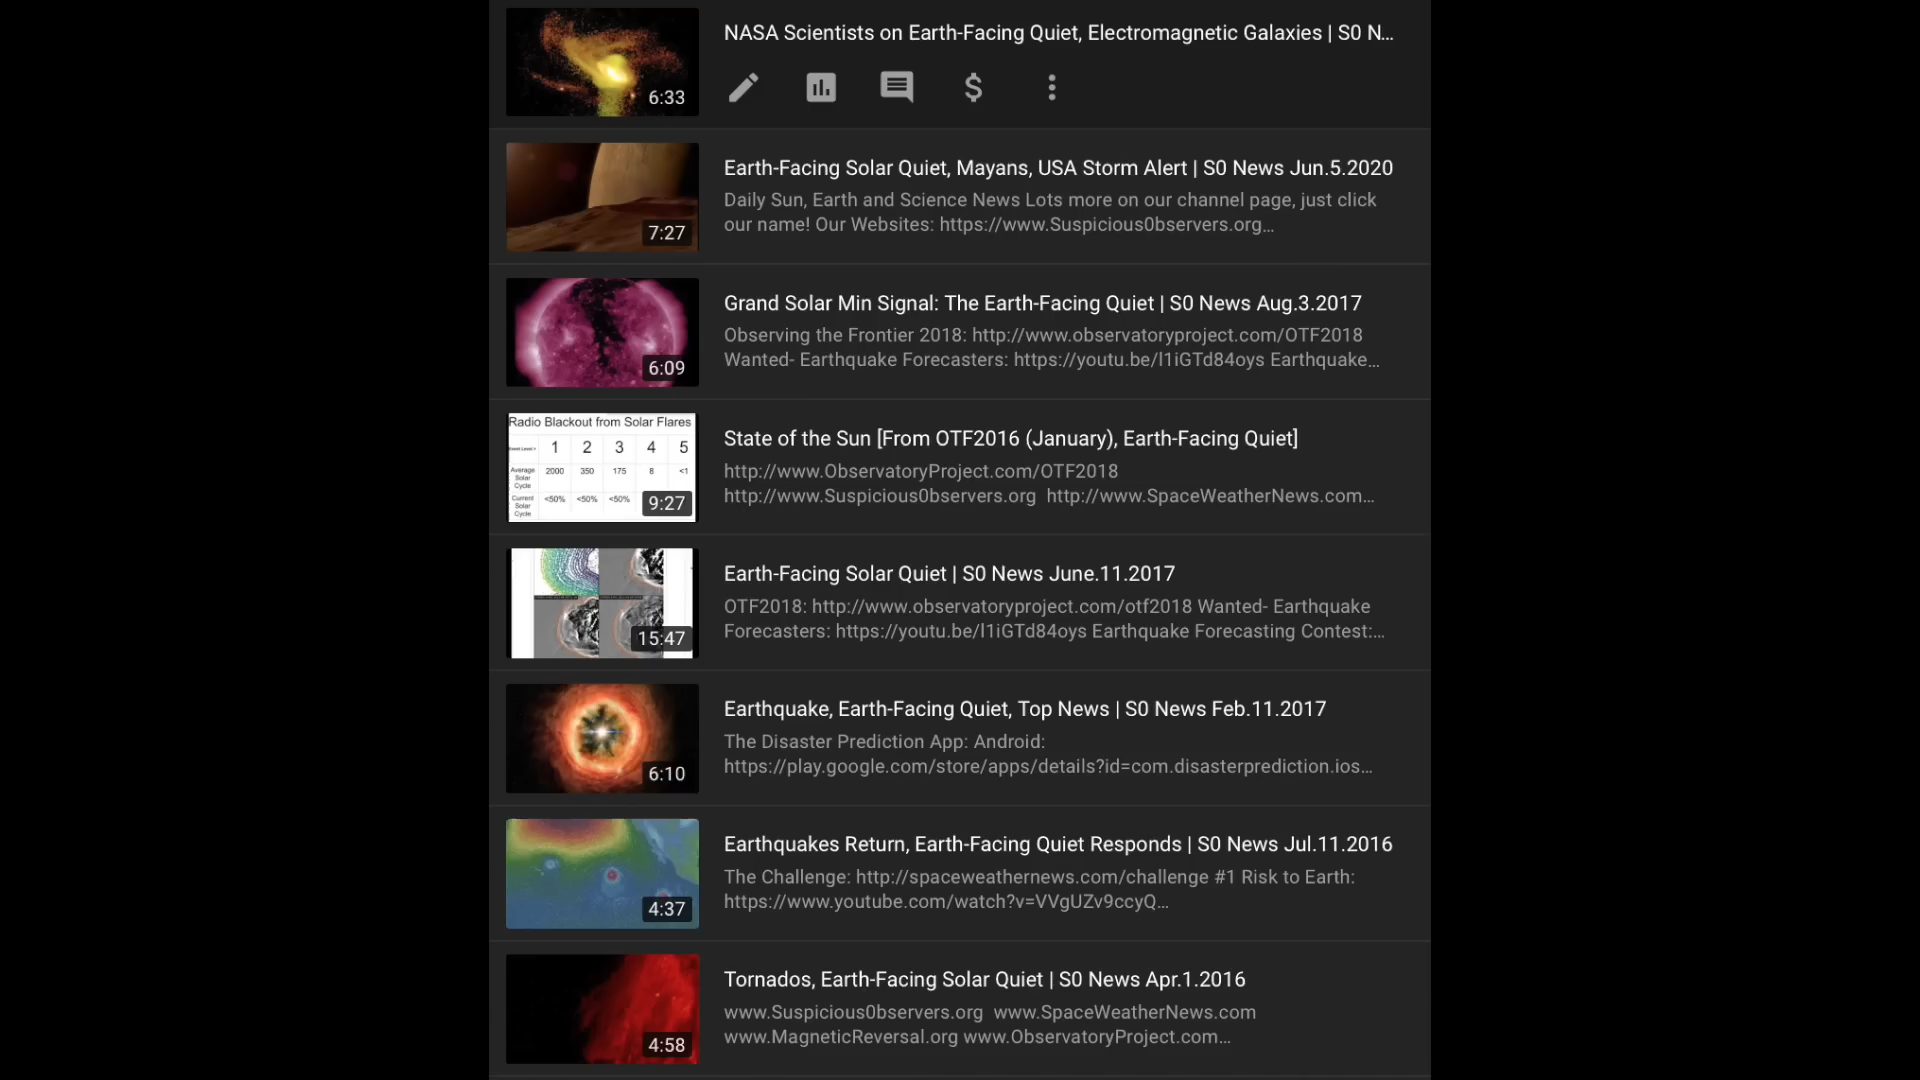 NASA Scientists on Earth-Facing Quiet, Electromagnetic Galaxies | S0 N...
6:33
Earth-Facing Solar Quiet, Mayans, USA Storm Alert | S0 News Jun.5.2020
Daily Sun, Earth and Science News Lots more on our channel page, just click
our name! Our Websites: https://www.Suspicious0bservers.org...
7:27
Grand Solar Min Signal: The Earth-Facing Quiet | S0 News Aug.3.2017
Observing the Frontier 2018: http://www.observatoryproject.com/OTF2018
Wanted- Earthquake Forecasters: https://youtu.be/l1iGTd84oys Earthquake...
6:09
Radio Blackout from Solar Flares
1 2 3 4 5
Average Solar Cycle 2000 350 175 8 <1
Current Solar Cycle <50% <50% <50%
9:27
State of the Sun [From OTF2016 (January), Earth-Facing Quiet]
http://www.ObservatoryProject.com/OTF2018
http://www.Suspicious0bservers.org http://www.SpaceWeatherNews.com...
Earth-Facing Solar Quiet | S0 News June.11.2017
OTF2018: http://www.observatoryproject.com/otf2018 Wanted- Earthquake
Forecasters: https://youtu.be/l1iGTd84oys Earthquake Forecasting Contest:...
15:47
Earthquake, Earth-Facing Quiet, Top News | S0 News Feb.11.2017
The Disaster Prediction App: Android:
https://play.google.com/store/apps/details?id=com.disasterprediction.ios...
6:10
Earthquakes Return, Earth-Facing Quiet Responds | S0 News Jul.11.2016
The Challenge: http://spaceweathernews.com/challenge #1 Risk to Earth:
https://www.youtube.com/watch?v=VVgUZv9ccyQ...
4:37
Tornados, Earth-Facing Solar Quiet | S0 News Apr.1.2016
www.Suspicious0bservers.org www.SpaceWeatherNews.com
www.MagneticReversal.org www.ObservatoryProject.com...
4:58